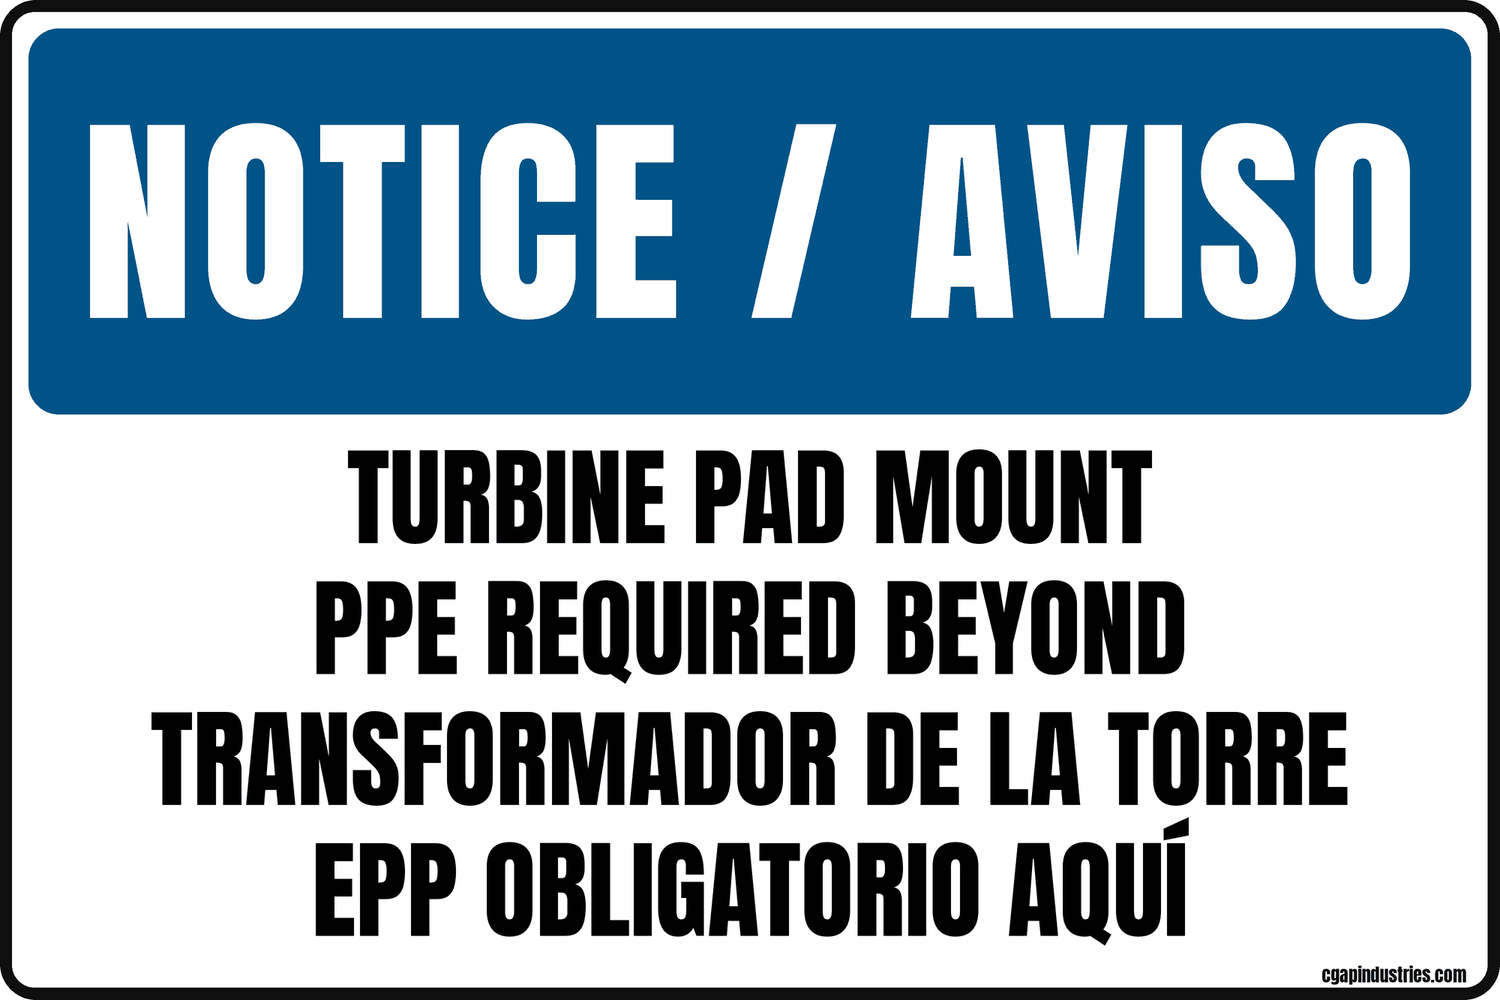 NOTICE / AVISO
TURBINE PAD MOUNT
PPE REQUIRED BEYOND
TRANSFORMADOR DE LA TORRE
EPP OBLIGATORIO AQUÍ
cgapindustries.com